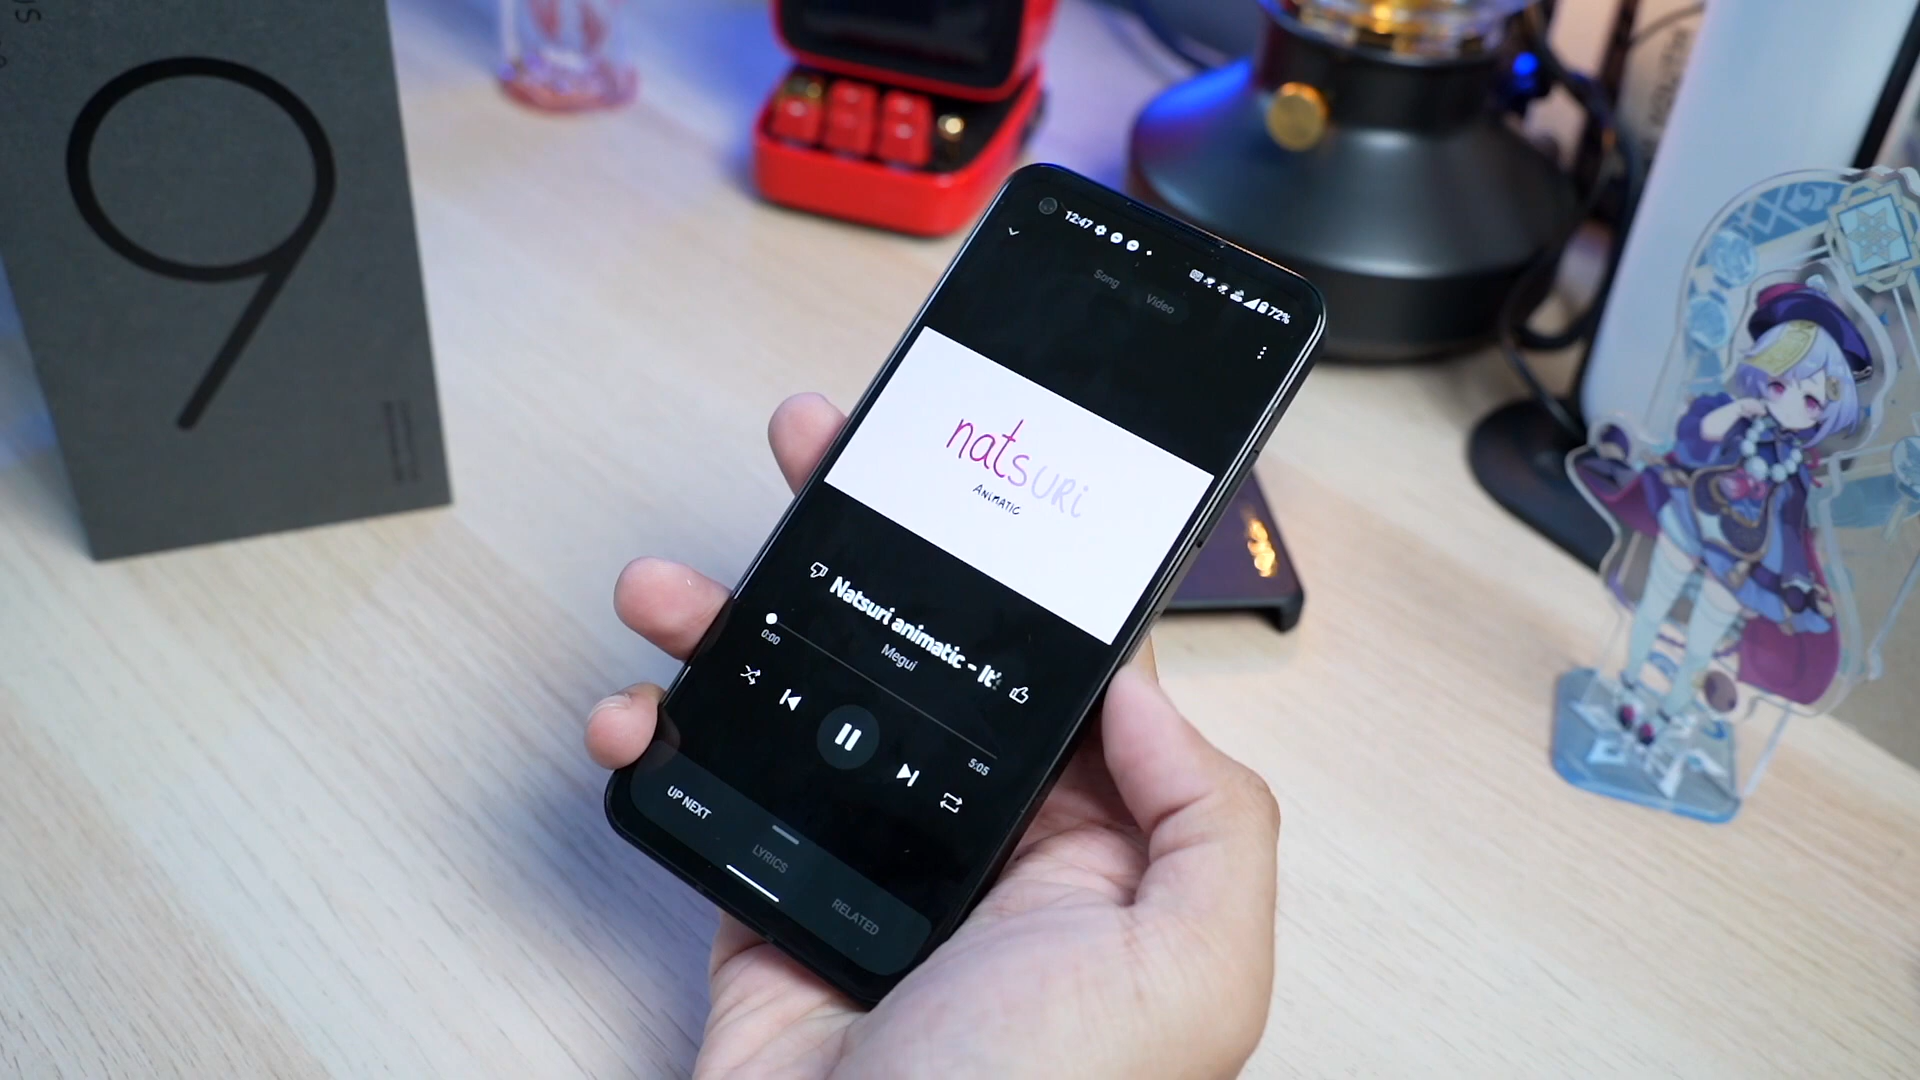 9
12:47
72%
Song
Video
natsuri
ANIMATIC
Natsuri animatic - It'
Megui
0:00
5:05
UP NEXT
LYRICS
RELATED